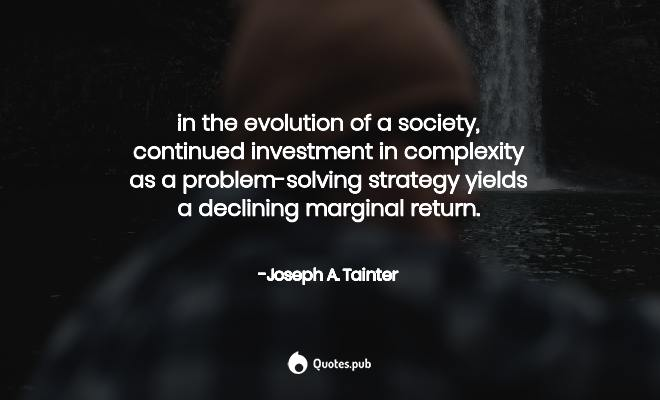 in the evolution of a society,
continued investment in complexity
as a problem-solving strategy yields
a declining marginal return.
-Joseph A. Tainter
Quotes.pub